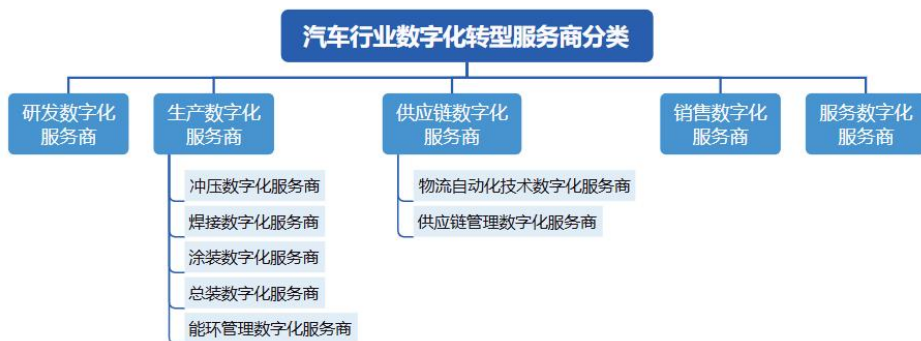 汽车行业数字化转型服务商分类
研发数字化
服务商
生产数字化
服务商
供应链数字化
服务商
销售数字化
服务商
服务数字化
服务商
冲压数字化服务商
焊接数字化服务商
涂装数字化服务商
总装数字化服务商
能环管理数字化服务商
物流自动化技术数字化服务商
供应链管理数字化服务商